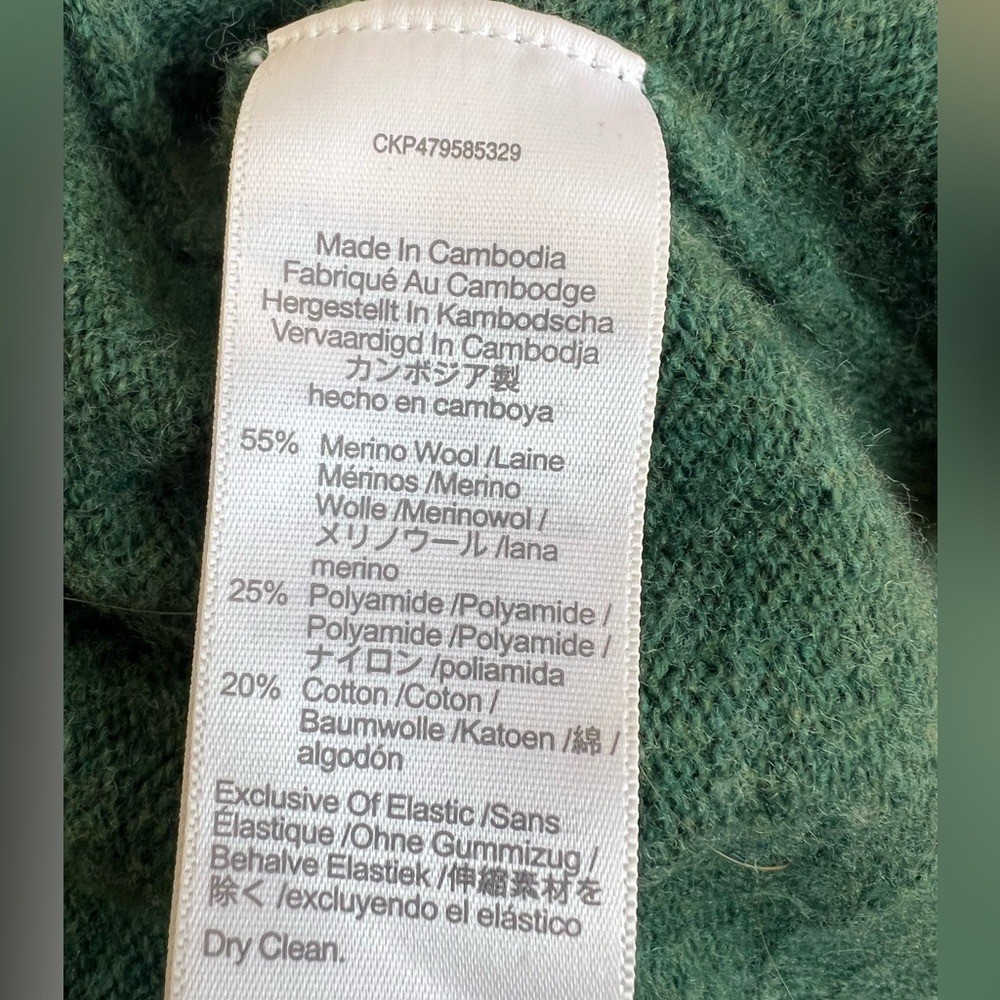 CKP479585329
Made In Cambodia
Fabriqué Au Cambodge
Hergestellt In Kambodscha
Vervaardigd In Cambodja
カンボジア製
hecho en camboya
55% Merino Wool /Laine
Mérinos /Merino
Wolle /Merinowol /
メリノウール /lana
merino
25% Polyamide /Polyamide /
Polyamide /Polyamide /
ナイロン /poliamida
20% Cotton /Coton /
Baumwolle /Katoen /綿 /
algodón
Exclusive Of Elastic /Sans
Élastique /Ohne Gummizug /
Behalve Elastiek /伸縮素材を
除く /excluyendo el elástico
Dry Clean.